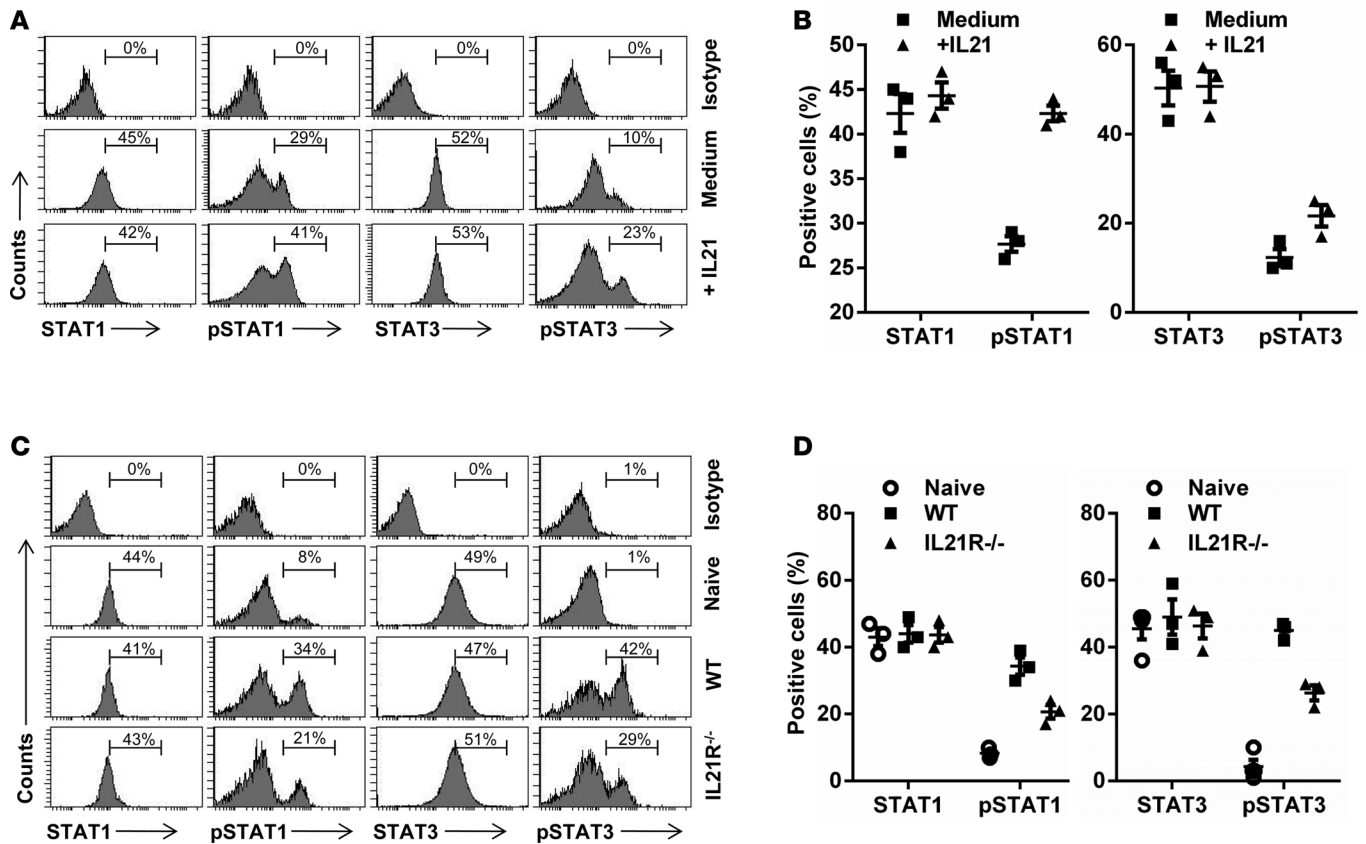 A
0% 0% 0% 0%
Isotype
45% 29% 52% 10%
Medium
42% 41% 53% 23%
+ IL21
Counts
STAT1 pSTAT1 STAT3 pSTAT3
B
Medium
+IL21
50
45
40
35
30
25
20
Positive cells (%)
STAT1 pSTAT1
Medium
+ IL21
60
40
20
0
STAT3 pSTAT3
C
0% 0% 0% 1%
Isotype
44% 8% 49% 1%
Naive
41% 34% 47% 42%
WT
43% 21% 51% 29%
IL21R-/-
Counts
STAT1 pSTAT1 STAT3 pSTAT3
D
Naive
WT
IL21R-/-
80
60
40
20
0
Positive cells (%)
STAT1 pSTAT1
Naive
WT
IL21R-/-
80
60
40
20
0
STAT3 pSTAT3